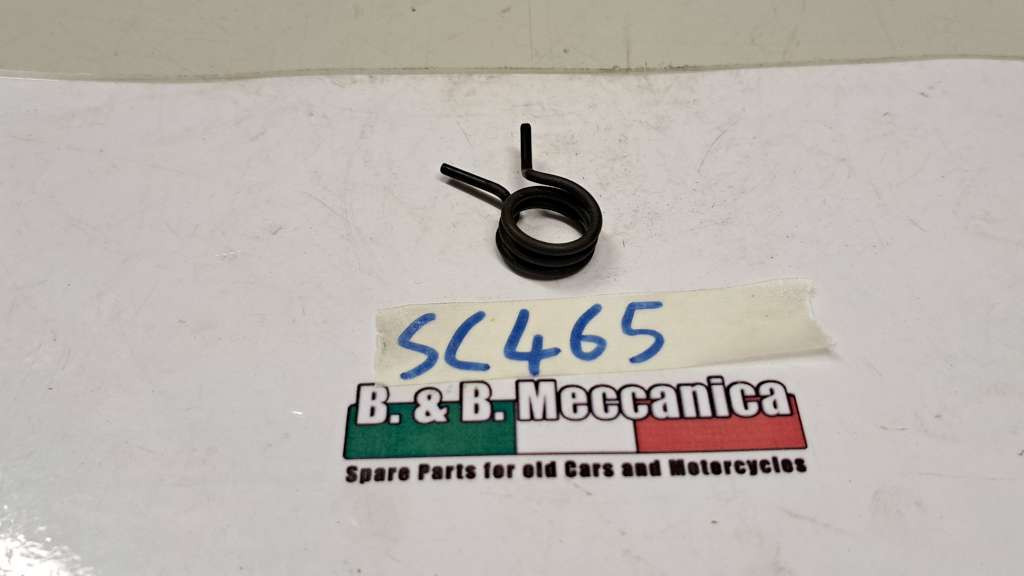 SC465
B. & B. Meccanica
Spare Parts for old Cars and Motorcycles